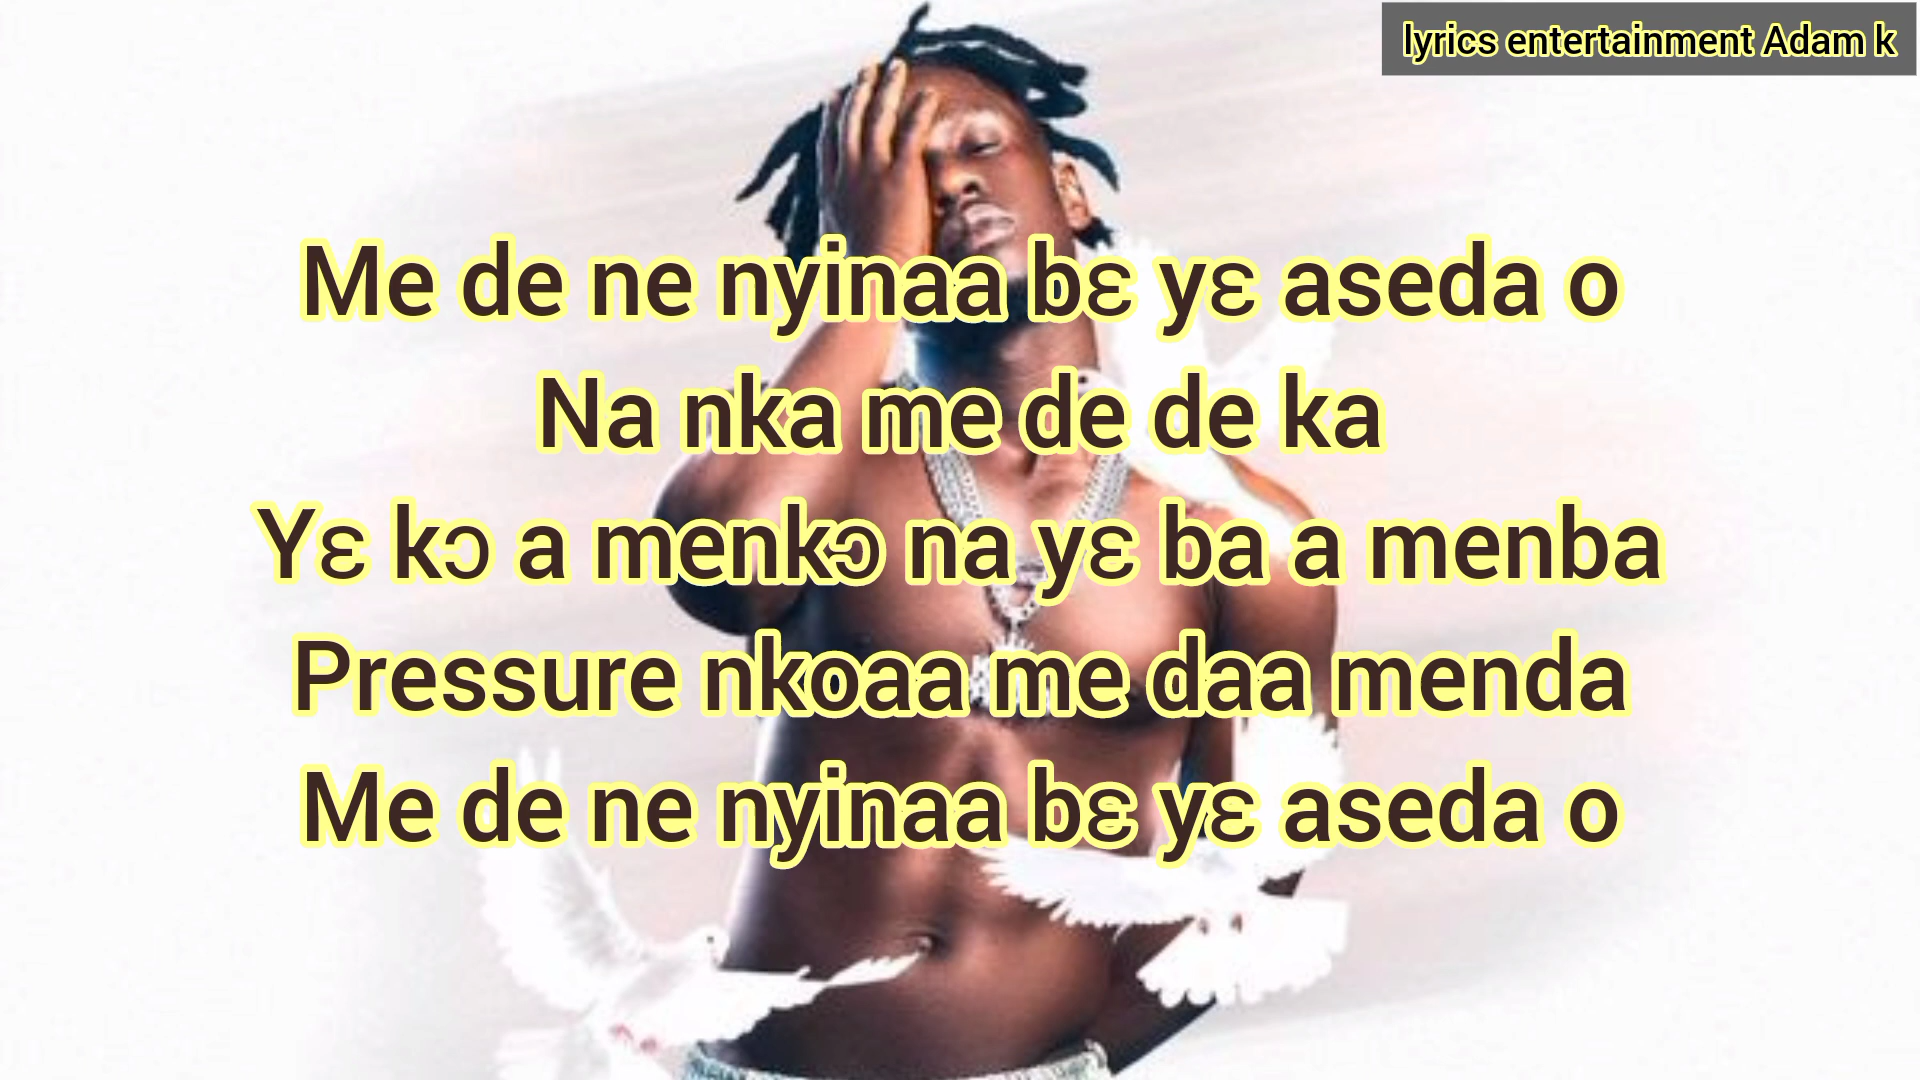 lyrics entertainment Adam k
Me de ne nyinaa bɛ yɛ aseda o
Na nka me de de ka
Yɛ kɔ a menkɔ na yɛ ba a menba
Pressure nkoaa me daa menda
Me de ne nyinaa bɛ yɛ aseda o